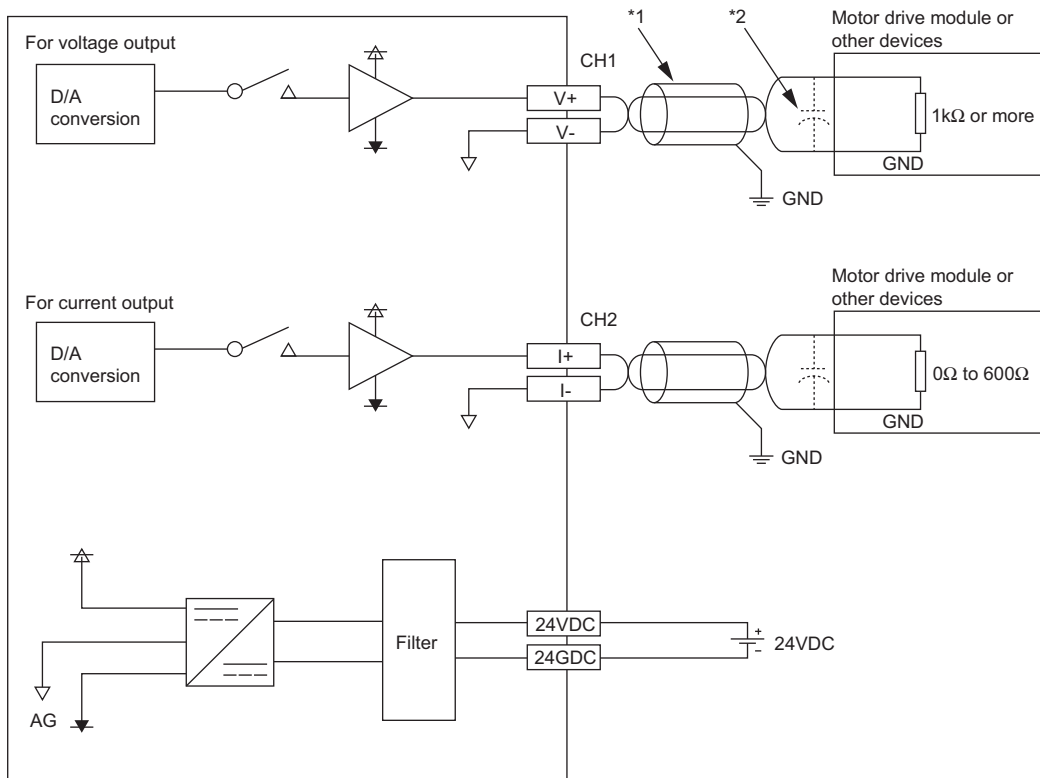 *1
*2
Motor drive module or
other devices
For voltage output
CH1
D/A
conversion
V+
V-
1kΩ or more
GND
GND
Motor drive module or
other devices
For current output
CH2
D/A
conversion
I+
I-
0Ω to 600Ω
GND
GND
24VDC
Filter
24GDC
+
−
24VDC
AG